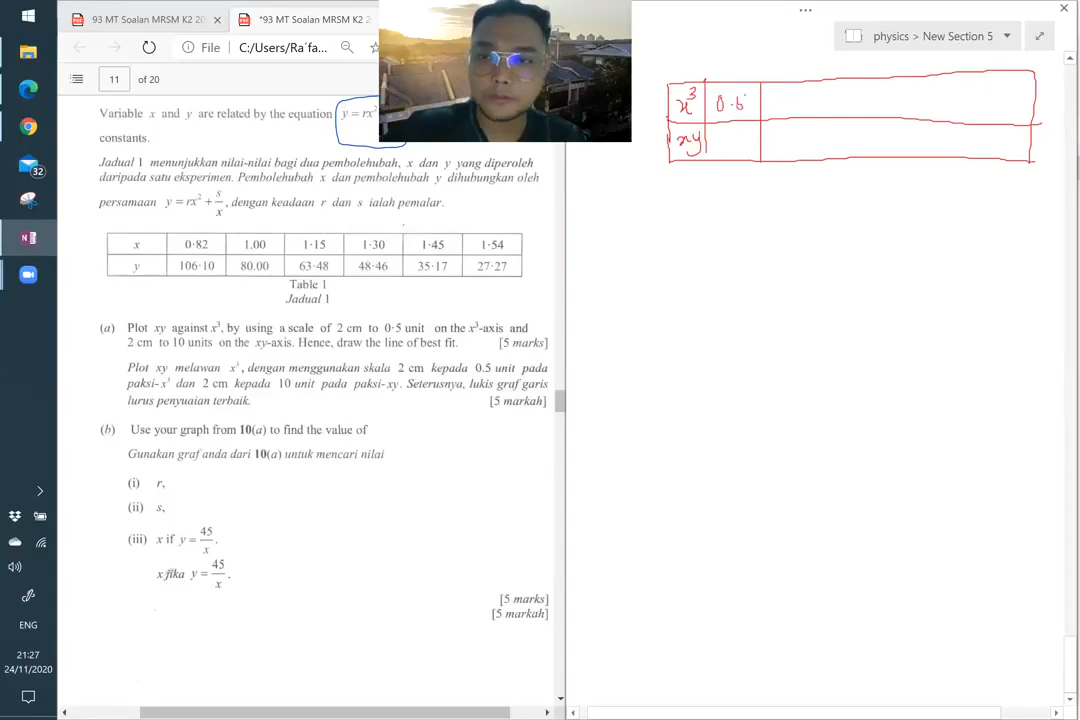 93 MT Soalan MRSM K2 20
*93 MT Soalan MRSM K2 2
File
C:/Users/Ra´fa...
11 of 20
Variable x and y are related by the equation y = rx²
constants.
Jadual 1 menunjukkan nilai-nilai bagi dua pembolehubah, x dan y yang diperoleh
daripada satu eksperimen. Pembolehubah x dan pembolehubah y dihubungkan oleh
persamaan y = rx² + s/x, dengan keadaan r dan s ialah pemalar.
x 0·82 1.00 1·15 1·30 1·45 1·54
y 106·10 80.00 63·48 48·46 35·17 27·27
Table 1
Jadual 1
(a) Plot xy against x³, by using a scale of 2 cm to 0·5 unit on the x³-axis and
2 cm to 10 units on the xy-axis. Hence, draw the line of best fit. [5 marks]
Plot xy melawan x³, dengan menggunakan skala 2 cm kepada 0.5 unit pada
paksi-x³ dan 2 cm kepada 10 unit pada paksi-xy. Seterusnya, lukis graf garis
lurus penyuaian terbaik. [5 markah]
(b) Use your graph from 10(a) to find the value of
Gunakan graf anda dari 10(a) untuk mencari nilai
(i) r,
(ii) s,
(iii) x if y = 45/x.
x jika y = 45/x.
[5 marks]
[5 markah]
physics > New Section 5
x³ 0.5
xy
32
ENG
21:27
24/11/2020